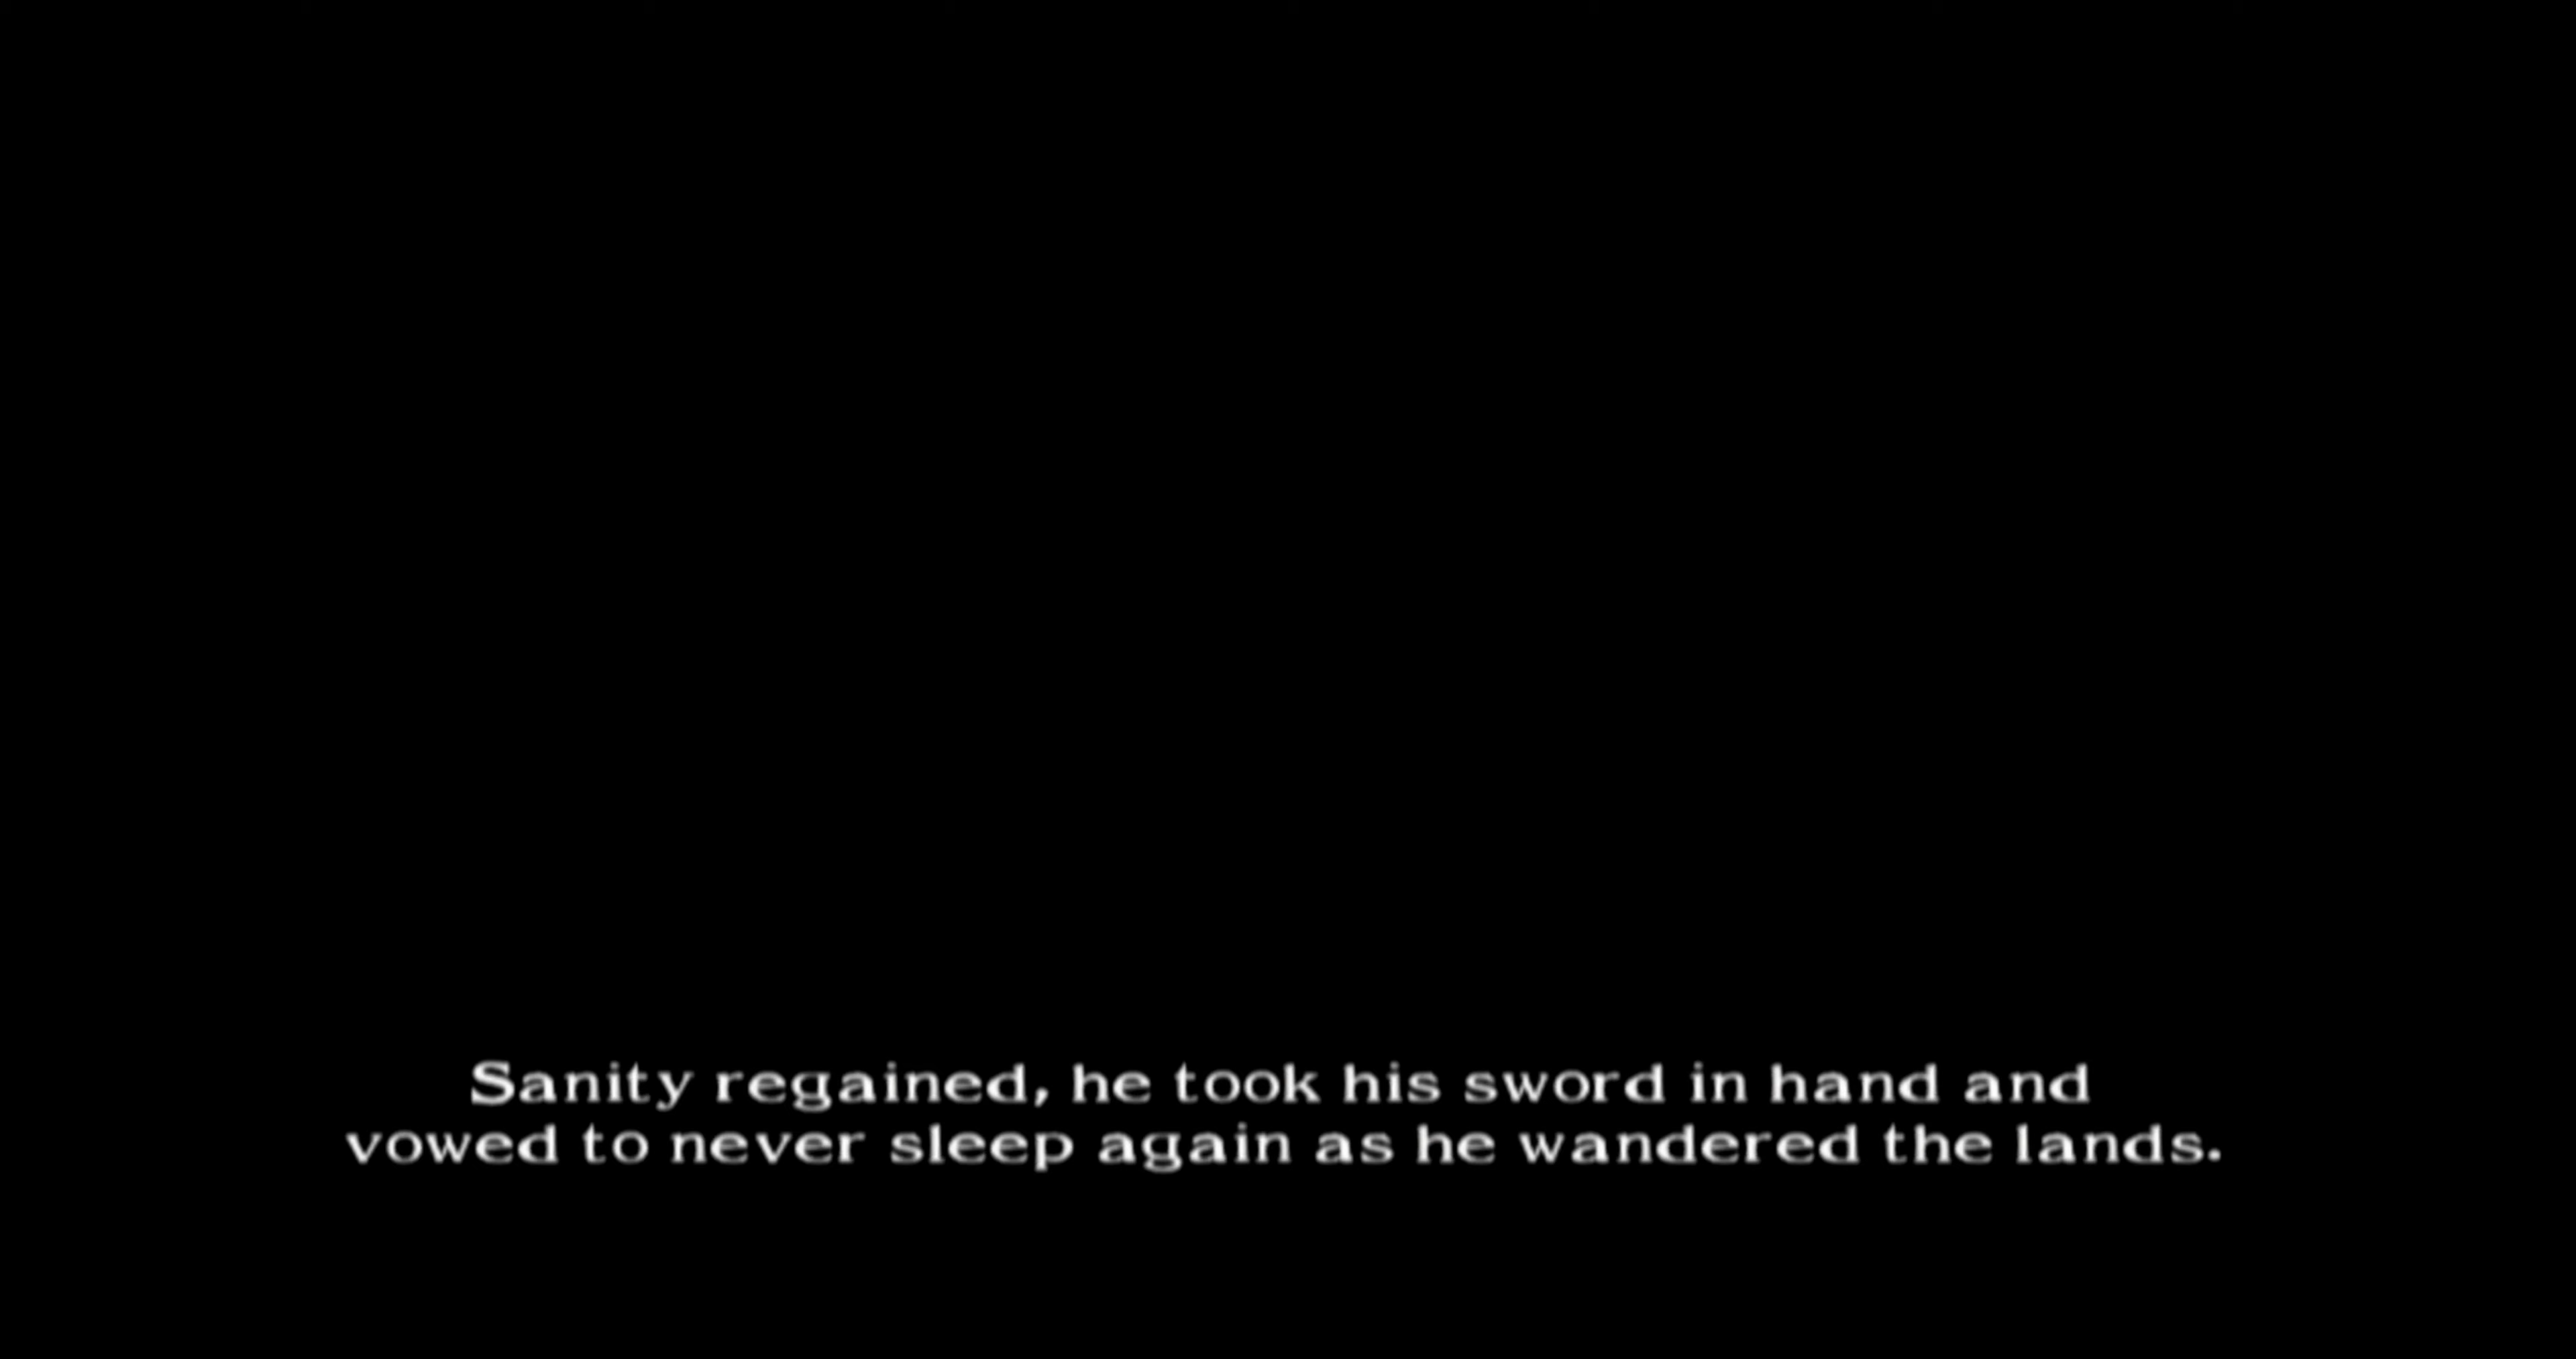 Sanity regained, he took his sword in hand and
vowed to never sleep again as he wandered the lands.